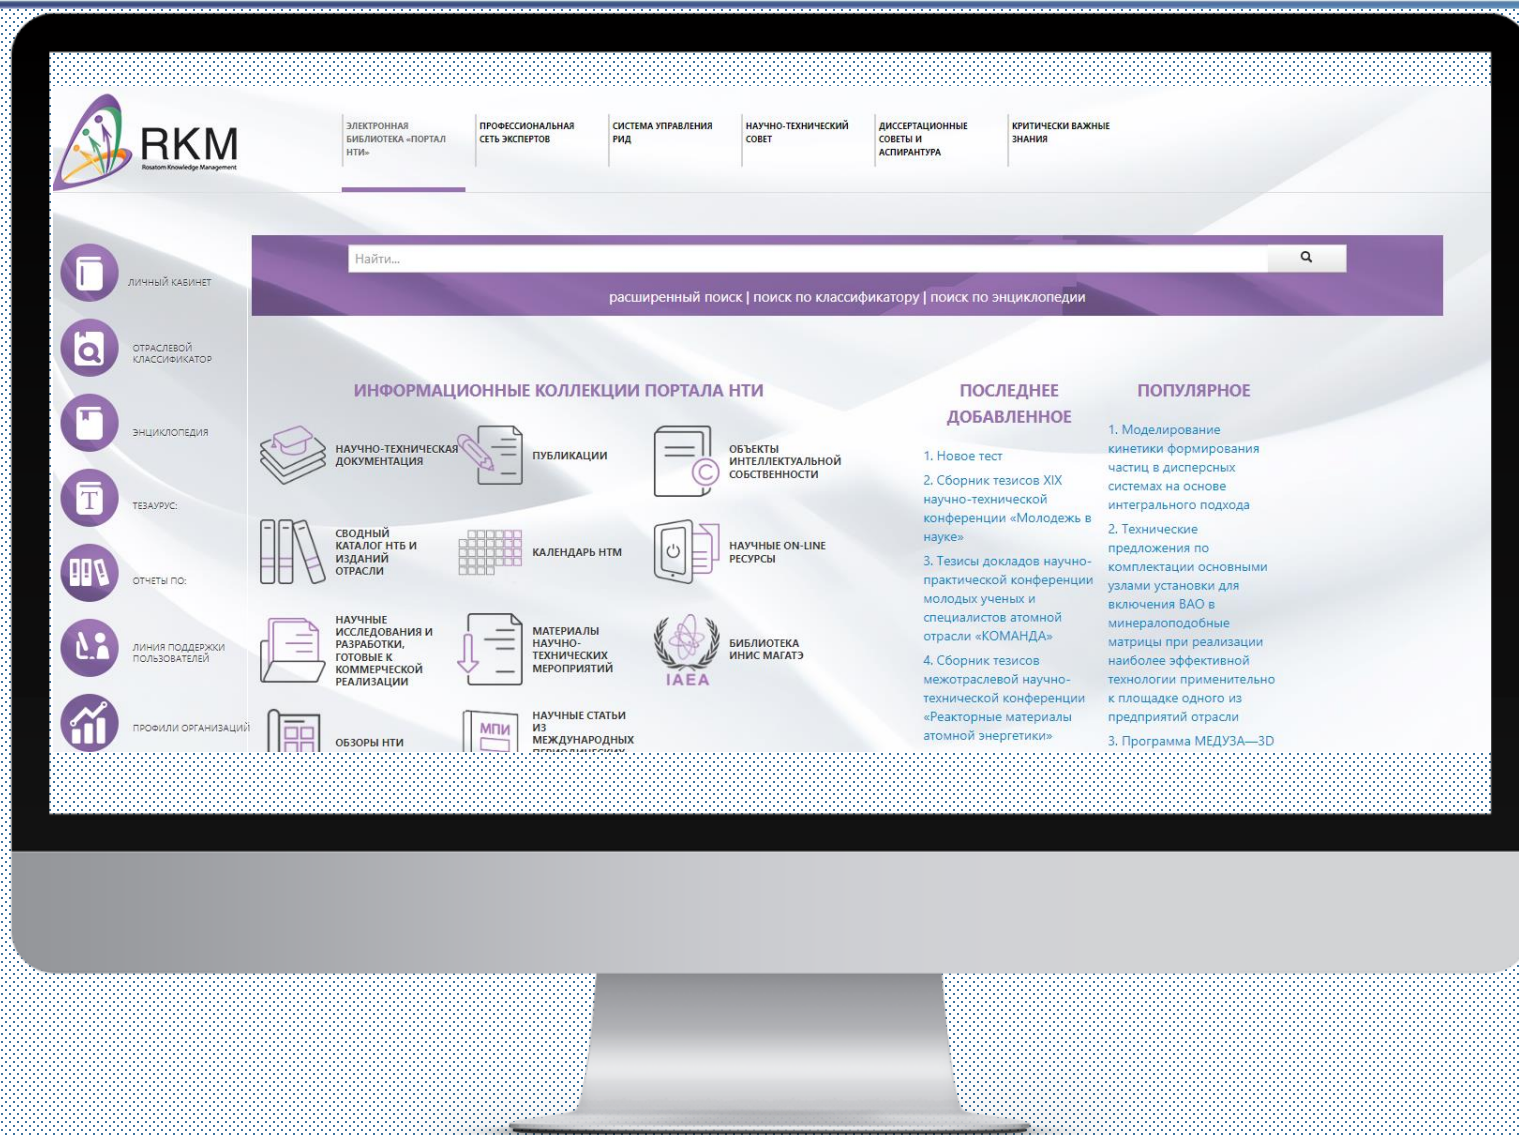 RKM
Rosatom Knowledge Management
ЭЛЕКТРОННАЯ
БИБЛИОТЕКА «ПОРТАЛ
НТИ»
ПРОФЕССИОНАЛЬНАЯ
СЕТЬ ЭКСПЕРТОВ
СИСТЕМА УПРАВЛЕНИЯ
РИД
НАУЧНО-ТЕХНИЧЕСКИЙ
СОВЕТ
ДИССЕРТАЦИОННЫЕ
СОВЕТЫ И
АСПИРАНТУРА
КРИТИЧЕСКИ ВАЖНЫЕ
ЗНАНИЯ
Найти...
расширенный поиск | поиск по классификатору | поиск по энциклопедии
ЛИЧНЫЙ КАБИНЕТ
ОТРАСЛЕВОЙ
КЛАССИФИКАТОР
ЭНЦИКЛОПЕДИЯ
T
ТЕЗАУРУС:
ОТЧЕТЫ ПО:
ЛИНИЯ ПОДДЕРЖКИ
ПОЛЬЗОВАТЕЛЕЙ
ПРОФИЛИ ОРГАНИЗАЦИЙ
ИНФОРМАЦИОННЫЕ КОЛЛЕКЦИИ ПОРТАЛА НТИ
НАУЧНО-ТЕХНИЧЕСКАЯ
ДОКУМЕНТАЦИЯ
ПУБЛИКАЦИИ
©
ОБЪЕКТЫ
ИНТЕЛЛЕКТУАЛЬНОЙ
СОБСТВЕННОСТИ
СВОДНЫЙ
КАТАЛОГ НТБ И
ИЗДАНИЙ
ОТРАСЛИ
КАЛЕНДАРЬ НТМ
НАУЧНЫЕ ON-LINE
РЕСУРСЫ
НАУЧНЫЕ
ИССЛЕДОВАНИЯ И
РАЗРАБОТКИ,
ГОТОВЫЕ К
КОММЕРЧЕСКОЙ
РЕАЛИЗАЦИИ
МАТЕРИАЛЫ
НАУЧНО-
ТЕХНИЧЕСКИХ
МЕРОПРИЯТИЙ
IAEA
БИБЛИОТЕКА
ИНИС МАГАТЭ
ОБЗОРЫ НТИ
МПИ
НАУЧНЫЕ СТАТЬИ
ИЗ
МЕЖДУНАРОДНЫХ
ПЕРИОДИЧЕСКИХ
ПОСЛЕДНЕЕ
ДОБАВЛЕННОЕ
1. Новое тест
2. Сборник тезисов XIX
научно-технической
конференции «Молодежь в
науке»
3. Тезисы докладов научно-
практической конференции
молодых ученых и
специалистов атомной
отрасли «КОМАНДА»
4. Сборник тезисов
межотраслевой научно-
технической конференции
«Реакторные материалы
атомной энергетики»
ПОПУЛЯРНОЕ
1. Моделирование
кинетики формирования
частиц в дисперсных
системах на основе
интегрального подхода
2. Технические
предложения по
комплектации основными
узлами установки для
включения ВАО в
минералоподобные
матрицы при реализации
наиболее эффективной
технологии применительно
к площадке одного из
предприятий отрасли
3. Программа МЕДУЗА—3D